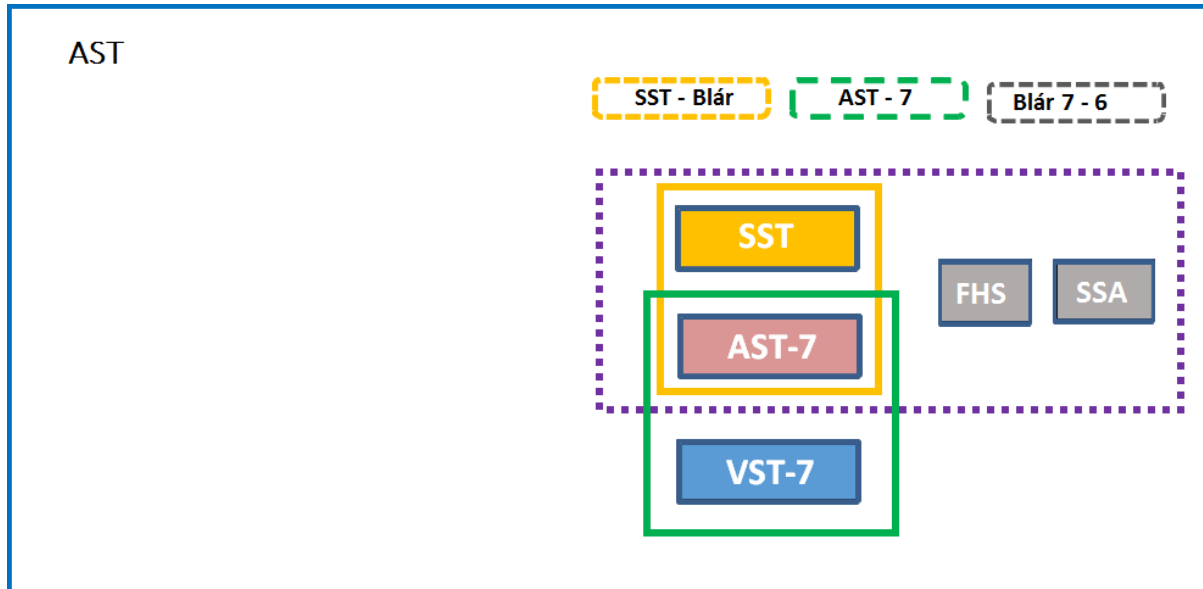 AST
SST - Blár
AST - 7
Blár 7 - 6
SST
FHS
SSA
AST-7
VST-7